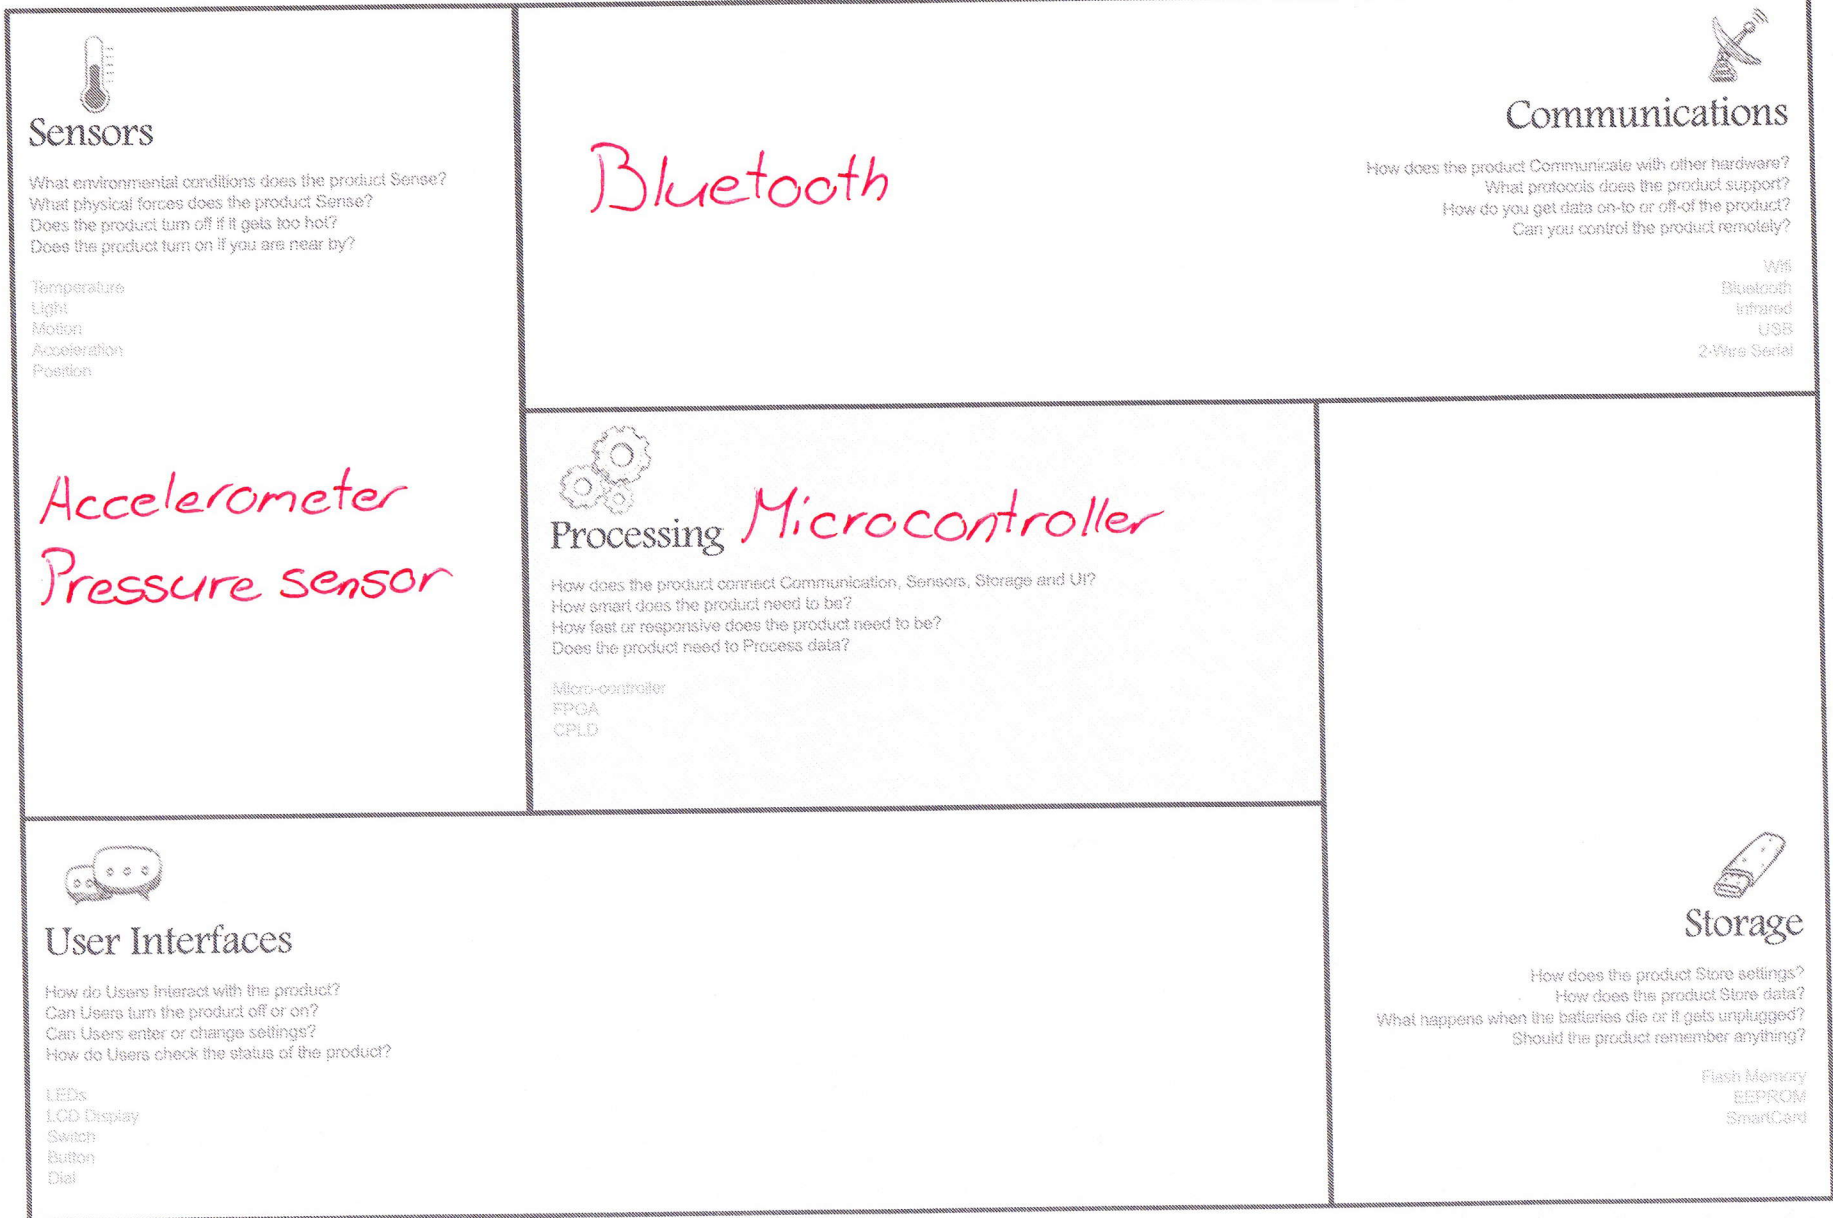 Sensors
What environmental conditions does the product Sense?
What physical forces does the product Sense?
Does the product turn off if it gets too hot?
Does the product turn on if you are near by?
Temperature
Light
Motion
Acceleration
Position
Accelerometer
Pressure sensor
Bluetooth
Communications
How does the product Communicate with other hardware?
What protocols does the product support?
How do you get data on-to or off-of the product?
Can you control the product remotely?
Wifi
Bluetooth
Infrared
USB
2-Wire Serial
Processing Microcontroller
How does the product connect Communication, Sensors, Storage and UI?
How smart does the product need to be?
How fast or responsive does the product need to be?
Does the product need to Process data?
Micro-controller
FPGA
CPLD
User Interfaces
How do Users Interact with the product?
Can Users turn the product off or on?
Can Users enter or change settings?
How do Users check the status of the product?
LEDs
LCD Display
Switch
Button
Dial
Storage
How does the product Store settings?
How does the product Store data?
What happens when the batteries die or it gets unplugged?
Should the product remember anything?
Flash Memory
EEPROM
SmartCard